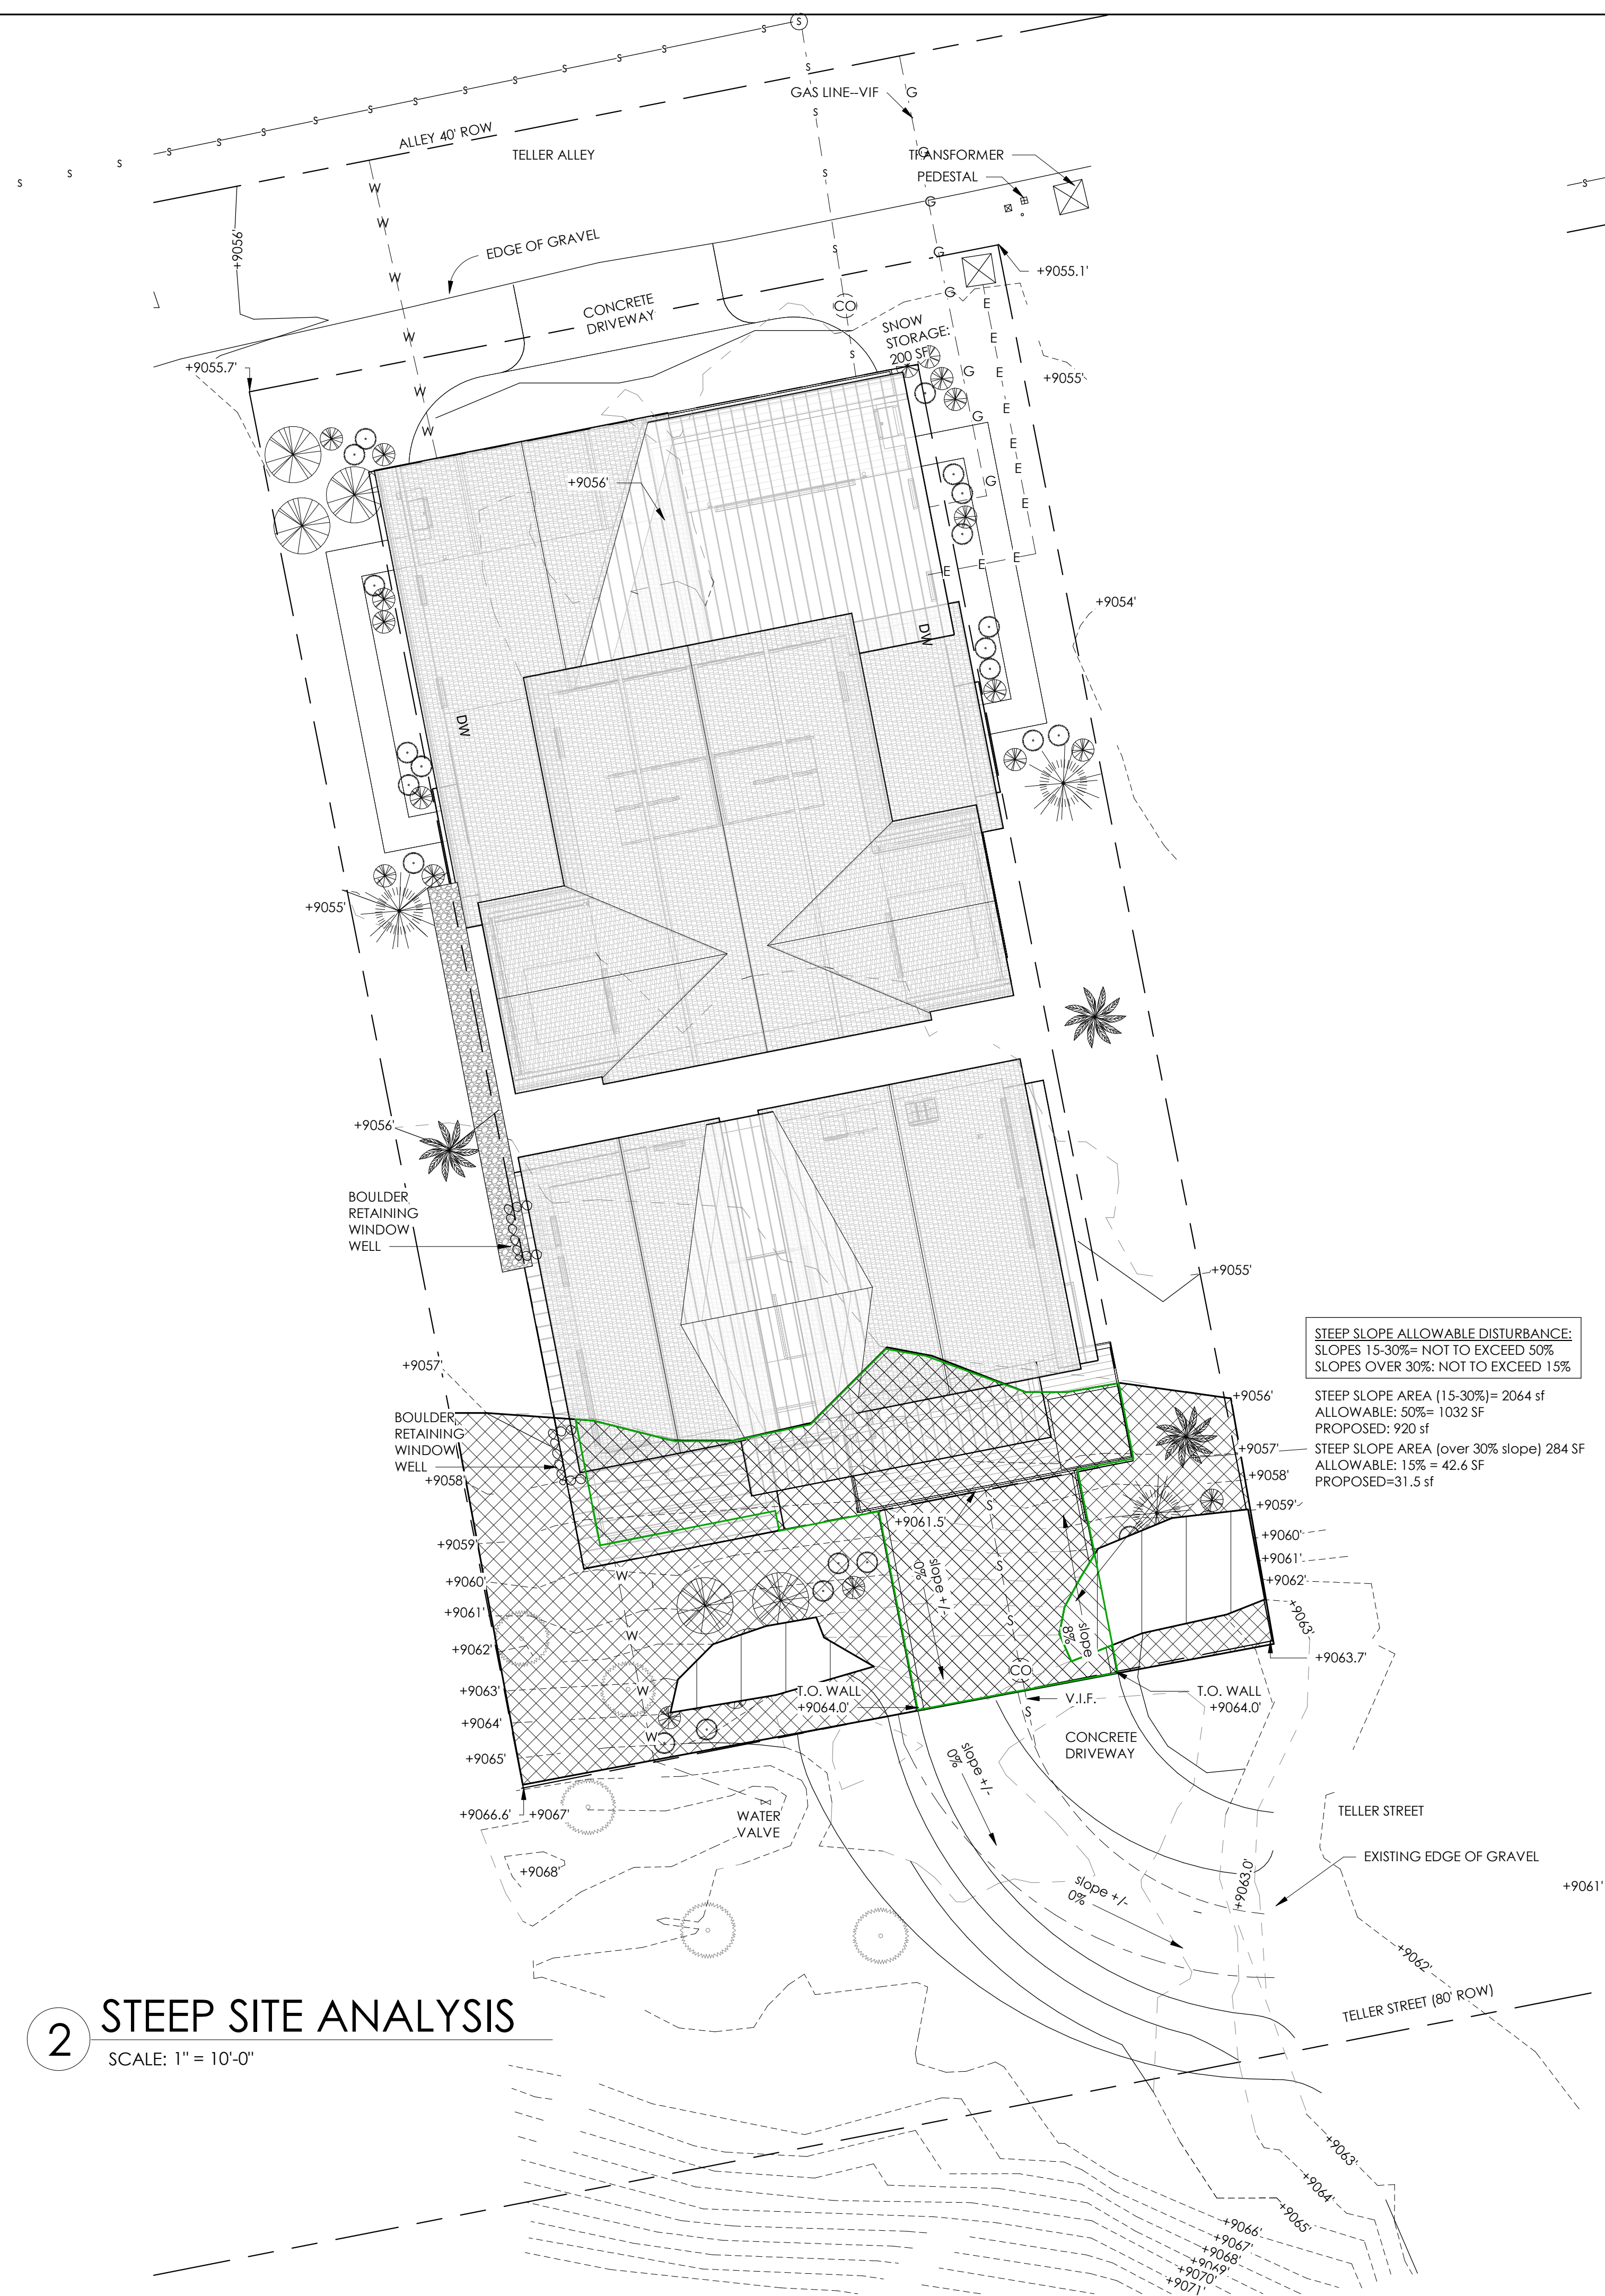 S
GAS LINE--VIF
G
ALLEY 40' ROW
TELLER ALLEY
TRANSFORMER
PEDESTAL
W
+9056'
EDGE OF GRAVEL
+9055.1'
CONCRETE
DRIVEWAY
CO
E
SNOW
STORAGE:
200 SF
+9055.7'
+9055'
+9056'
+9054'
DW
DW
+9055'
+9056'
BOULDER
RETAINING
WINDOW
WELL
+9055'
STEEP SLOPE ALLOWABLE DISTURBANCE:
SLOPES 15-30%= NOT TO EXCEED 50%
SLOPES OVER 30%: NOT TO EXCEED 15%
STEEP SLOPE AREA (15-30%)= 2064 sf
ALLOWABLE: 50%= 1032 SF
PROPOSED: 920 sf
STEEP SLOPE AREA (over 30% slope) 284 SF
ALLOWABLE: 15% = 42.6 SF
PROPOSED=31.5 sf
+9057'
+9056'
BOULDER
RETAINING
WINDOW
WELL
+9057'
+9058'
+9058'
+9059'
+9061.5'
+9059'
+9060'
+9061'
+9060'
+9062'
slope +/-
0%
+9061'
+9063'
slope
8%
+9062'
+9063.7'
CO
+9063'
T.O. WALL
+9064.0'
V.I.F.
T.O. WALL
+9064.0'
+9064'
+9065'
CONCRETE
DRIVEWAY
slope +/-
0%
+9066.6'
+9067'
WATER
VALVE
TELLER STREET
EXISTING EDGE OF GRAVEL
+9068'
+9063.0'
slope +/-
0%
+9061'
+9062'
TELLER STREET (80' ROW)
2
STEEP SITE ANALYSIS
SCALE: 1" = 10'-0"
+9063'
+9064'
+9065'
+9066'
+9067'
+9068'
+9069'
+9070'
+9071'